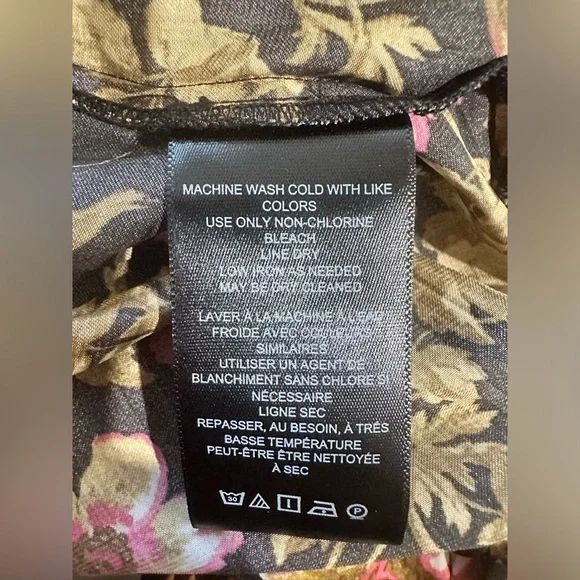 MACHINE WASH COLD WITH LIKE
COLORS
USE ONLY NON-CHLORINE
BLEACH
LINE DRY
LOW IRON AS NEEDED
MAY BE DRY CLEANED
LAVER À LA MACHINE À L'EAU
FROIDE AVEC COULEURS
SIMILAIRES
UTILISER UN AGENT DE
BLANCHIMENT SANS CHLORE SI
NÉCESSAIRE
LIGNE SEC
REPASSER, AU BESOIN, À TRÉS
BASSE TEMPÉRATURE
PEUT-ÊTRE ÊTRE NETTOYÉE
À SEC
30 P